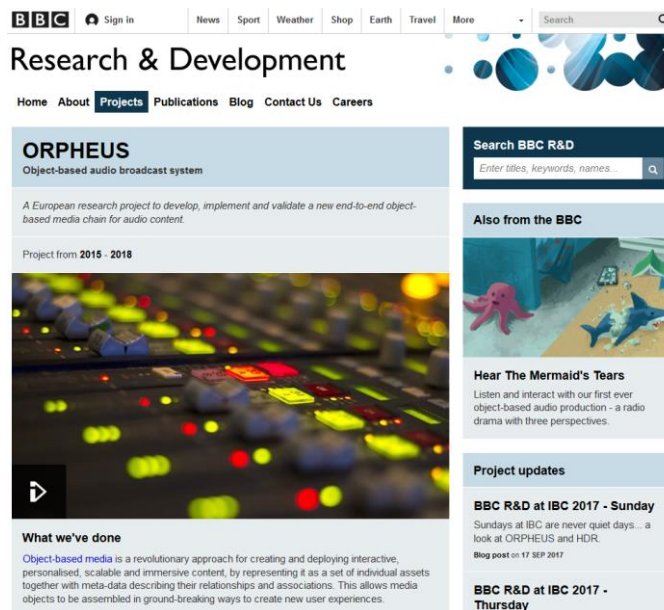 BBC Sign in News Sport Weather Shop Earth Travel More Search
Research & Development
Home About Projects Publications Blog Contact Us Careers
ORPHEUS
Object-based audio broadcast system
A European research project to develop, implement and validate a new end-to-end object-
based media chain for audio content.
Project from 2015 - 2018
What we've done
Object-based media is a revolutionary approach for creating and deploying interactive,
personalised, scalable and immersive content, by representing it as a set of individual assets
together with meta-data describing their relationships and associations. This allows media
objects to be assembled in ground-breaking ways to create new user experiences.
Search BBC R&D
Enter titles, keywords, names...
Also from the BBC
Hear The Mermaid's Tears
Listen and interact with our first ever
object-based audio production - a radio
drama with three perspectives.
Project updates
BBC R&D at IBC 2017 - Sunday
Sundays at IBC are never quiet days... a
look at ORPHEUS and HDR.
Blog post on 17 SEP 2017
BBC R&D at IBC 2017 -
Thursday